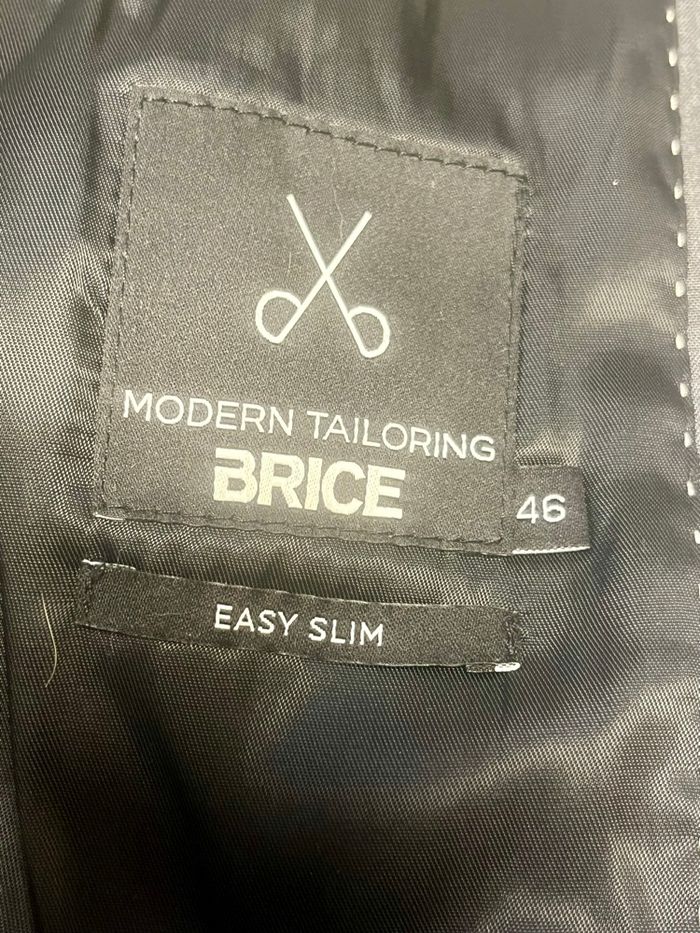 MODERN TAILORING
BRICE
46
EASY SLIM